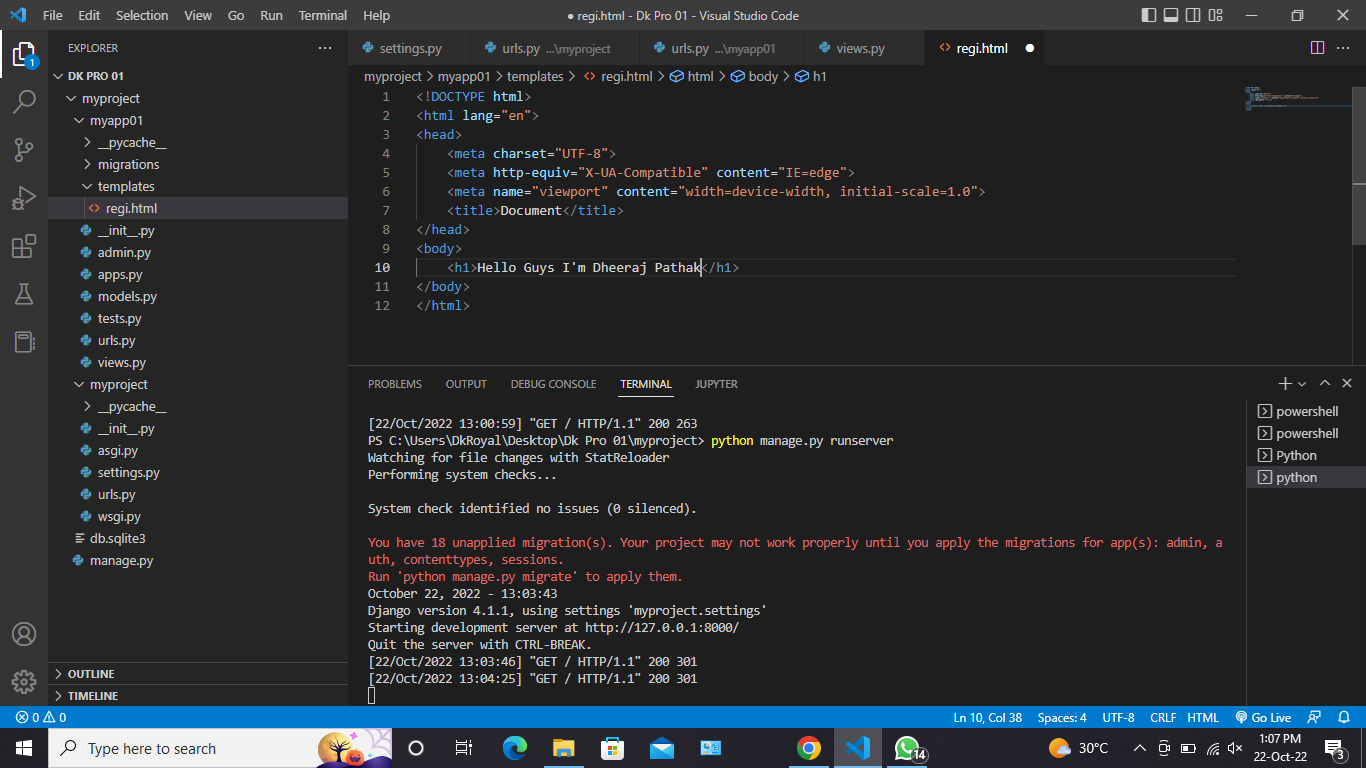 File Edit Selection View Go Run Terminal Help
● regi.html - Dk Pro 01 - Visual Studio Code
EXPLORER
DK PRO 01
myproject
myapp01
__pycache__
migrations
templates
regi.html
__init__.py
admin.py
apps.py
models.py
tests.py
urls.py
views.py
myproject
__pycache__
__init__.py
asgi.py
settings.py
urls.py
wsgi.py
db.sqlite3
manage.py
OUTLINE
TIMELINE
settings.py urls.py ...\myproject urls.py ...\myapp01 views.py regi.html
myproject > myapp01 > templates > regi.html > html > body > h1
1 <!DOCTYPE html>
2 <html lang="en">
3 <head>
4 <meta charset="UTF-8">
5 <meta http-equiv="X-UA-Compatible" content="IE=edge">
6 <meta name="viewport" content="width=device-width, initial-scale=1.0">
7 <title>Document</title>
8 </head>
9 <body>
10 <h1>Hello Guys I'm Dheeraj Pathak</h1>
11 </body>
12 </html>
PROBLEMS OUTPUT DEBUG CONSOLE TERMINAL JUPYTER
[22/Oct/2022 13:00:59] "GET / HTTP/1.1" 200 263
PS C:\Users\DkRoyal\Desktop\Dk Pro 01\myproject> python manage.py runserver
Watching for file changes with StatReloader
Performing system checks...
System check identified no issues (0 silenced).
You have 18 unapplied migration(s). Your project may not work properly until you apply the migrations for app(s): admin, a
uth, contenttypes, sessions.
Run 'python manage.py migrate' to apply them.
October 22, 2022 - 13:03:43
Django version 4.1.1, using settings 'myproject.settings'
Starting development server at http://127.0.0.1:8000/
Quit the server with CTRL-BREAK.
[22/Oct/2022 13:03:46] "GET / HTTP/1.1" 200 301
[22/Oct/2022 13:04:25] "GET / HTTP/1.1" 200 301
powershell
powershell
Python
python
1
0 0
Ln 10, Col 38 Spaces: 4 UTF-8 CRLF HTML Go Live
Type here to search
14
30°C
1:07 PM
22-Oct-22
3